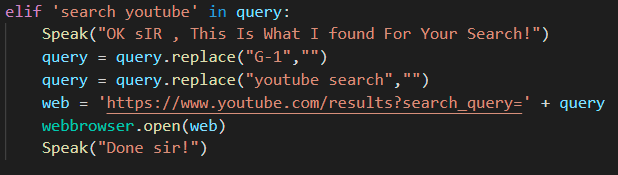 elif 'search youtube' in query:
Speak("OK sIR , This Is What I found For Your Search!")
query = query.replace("G-1","")
query = query.replace("youtube search","")
web = 'https://www.youtube.com/results?search_query=' + query
webbrowser.open(web)
Speak("Done sir!")